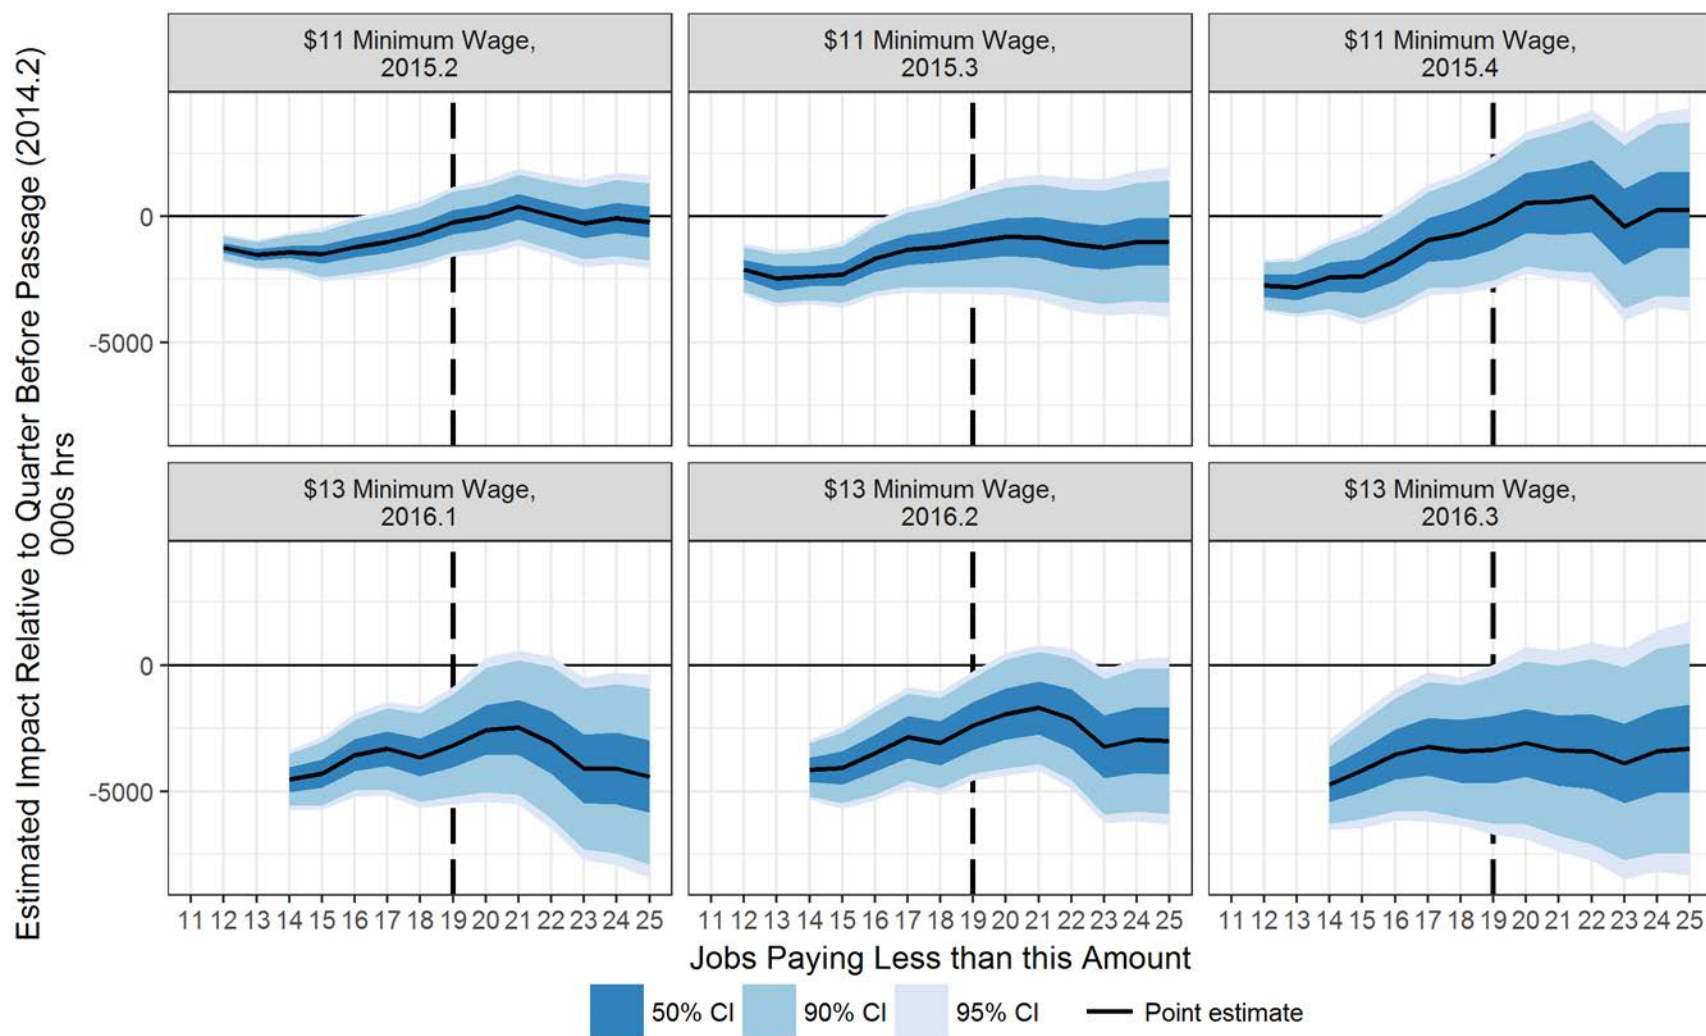 Estimated Impact Relative to Quarter Before Passage (2014.2)
000s hrs
$11 Minimum Wage,
2015.2
$11 Minimum Wage,
2015.3
$11 Minimum Wage,
2015.4
0
-5000
$13 Minimum Wage,
2016.1
$13 Minimum Wage,
2016.2
$13 Minimum Wage,
2016.3
0
-5000
11 12 13 14 15 16 17 18 19 20 21 22 23 24 25
11 12 13 14 15 16 17 18 19 20 21 22 23 24 25
11 12 13 14 15 16 17 18 19 20 21 22 23 24 25
Jobs Paying Less than this Amount
50% CI 90% CI 95% CI Point estimate